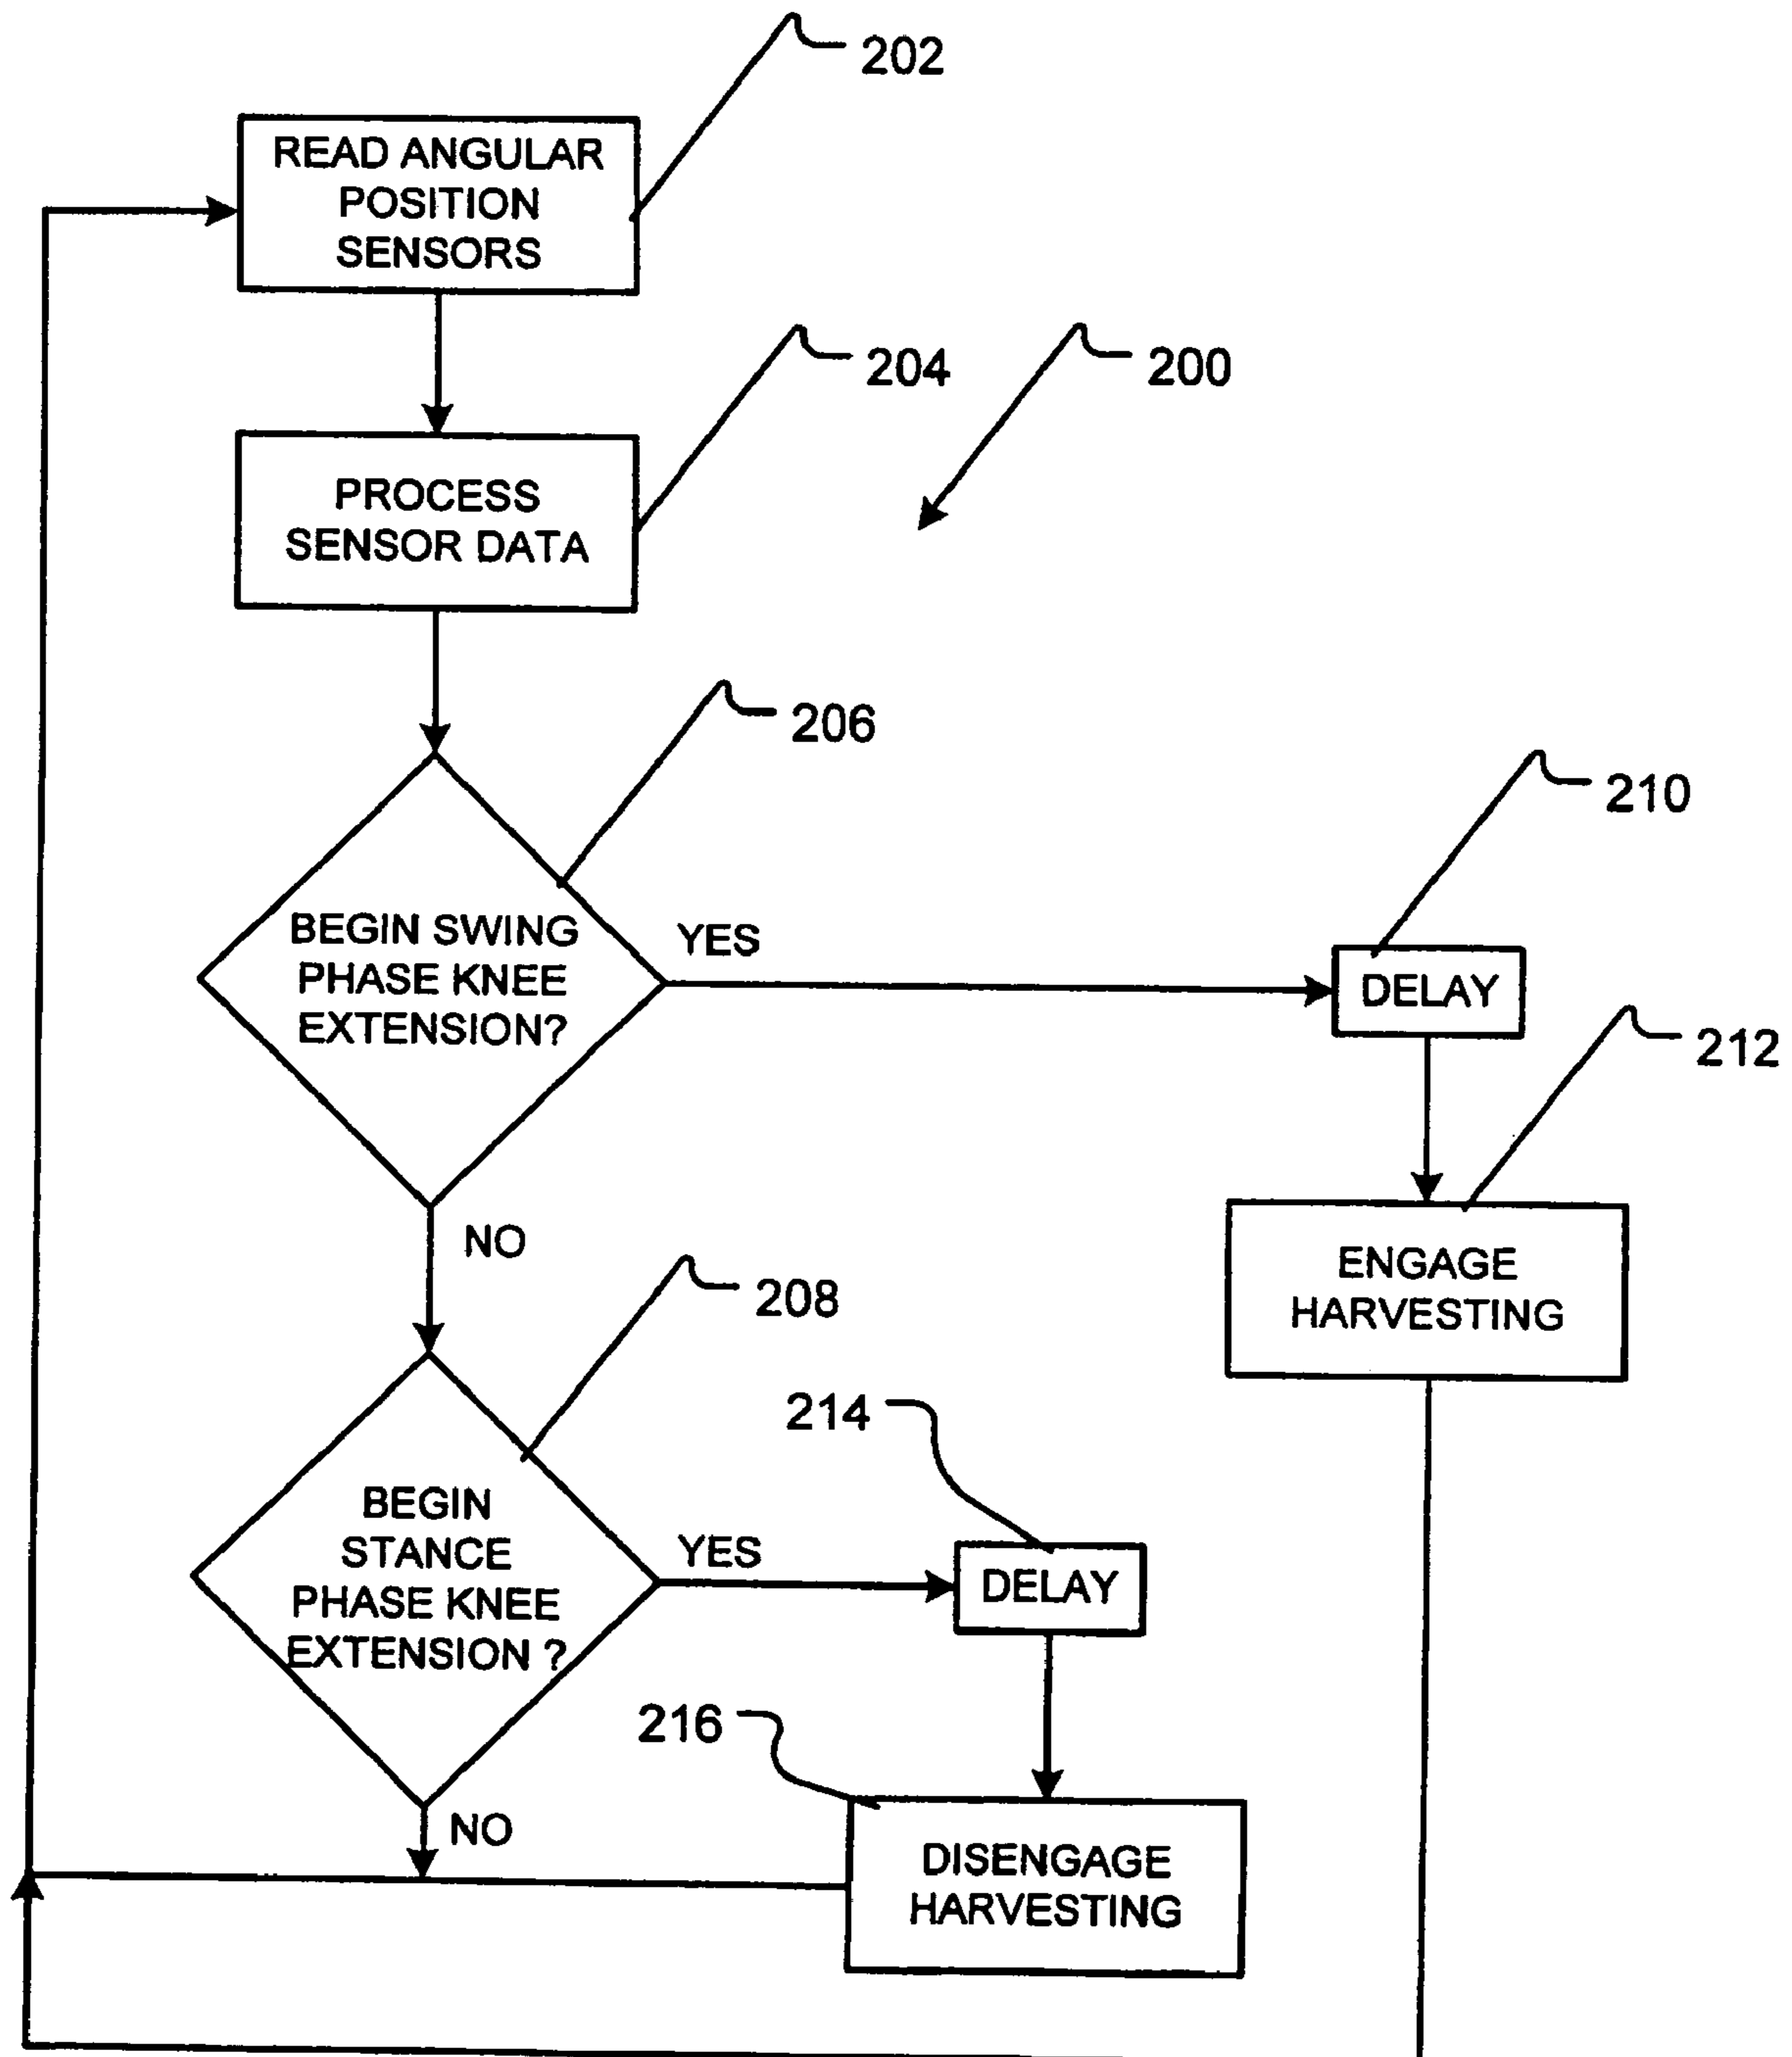 202
READ ANGULAR
POSITION
SENSORS
204
200
PROCESS
SENSOR DATA
206
210
BEGIN SWING
PHASE KNEE
EXTENSION?
YES
DELAY
212
NO
ENGAGE
HARVESTING
208
214
BEGIN
STANCE
PHASE KNEE
EXTENSION ?
YES
DELAY
216
NO
DISENGAGE
HARVESTING